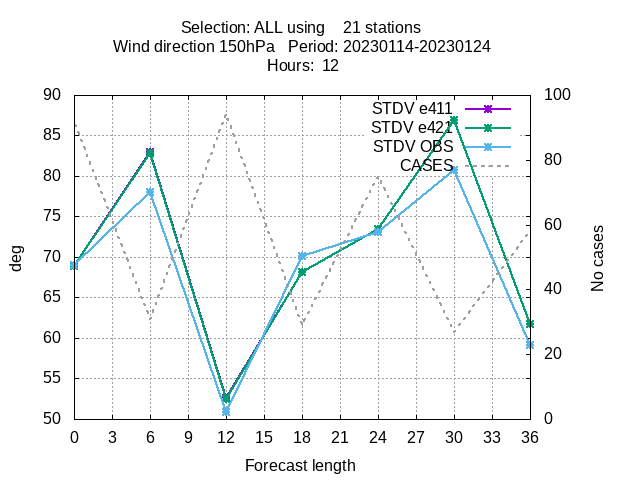 Selection: ALL using    21 stations
Wind direction 150hPa   Period: 20230114-20230124
Hours:  12
90
85
80
75
70
65
60
55
50
deg
100
80
60
40
20
0
No cases
STDV e411
STDV e421
STDV OBS
CASES
0 3 6 9 12 15 18 21 24 27 30 33 36
Forecast length